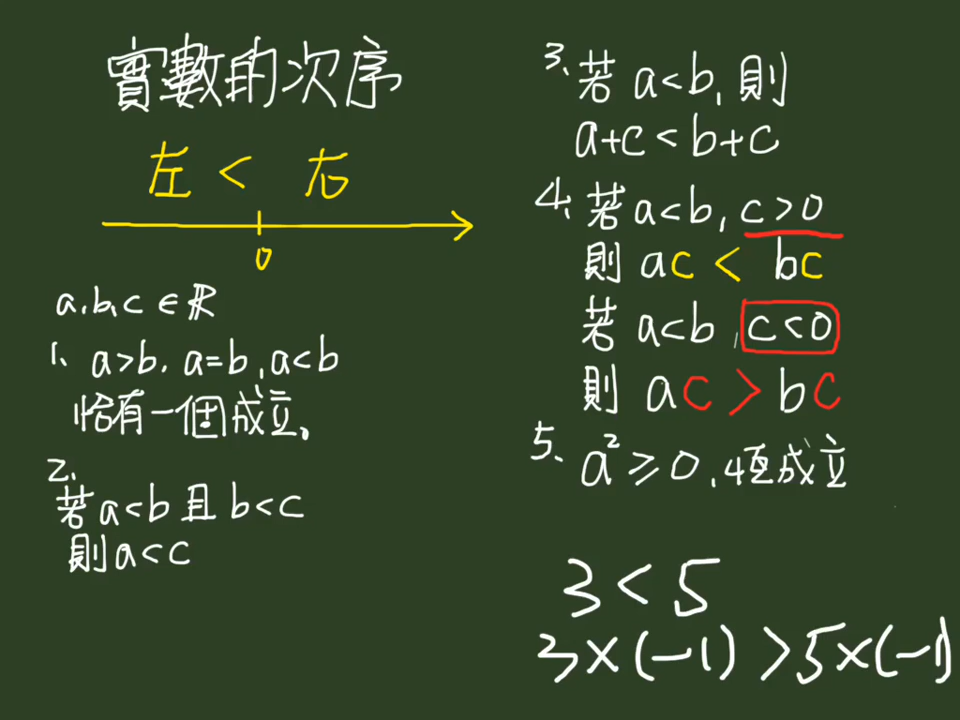 實數的次序
左 < 右
0
a.b.c ∈ ℝ
1. a>b. a=b, a<b
恰有一個成立。
2.
若 a<b 且 b<c
則 a<c
3. 若 a<b, 則
a+c < b+c
4. 若 a<b, c>0
則 ac < bc
若 a<b, c<0
則 ac > bc
5. a² ≥ 0, 恆成立
3 < 5
3×(-1) > 5×(-1)